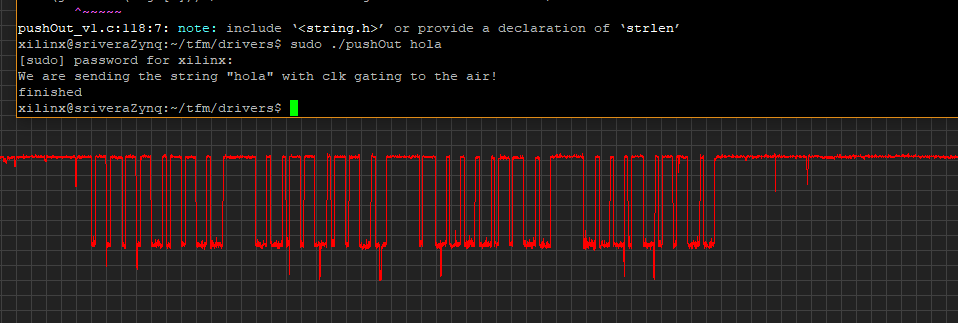 ^~~~~~
pushOut_v1.c:118:7: note: include ‘<string.h>’ or provide a declaration of ‘strlen’
xilinx@sriveraZynq:~/tfm/drivers$ sudo ./pushOut hola
[sudo] password for xilinx:
We are sending the string "hola" with clk gating to the air!
finished
xilinx@sriveraZynq:~/tfm/drivers$